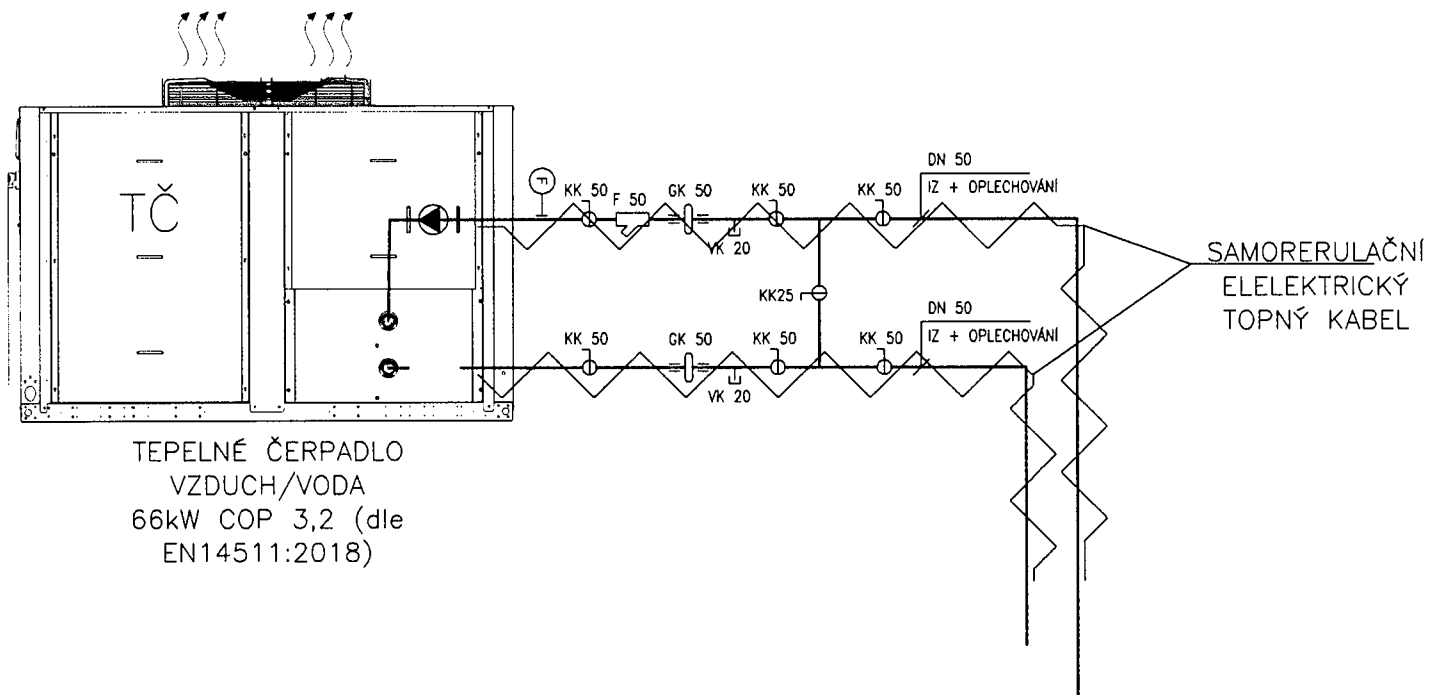 TČ
F
KK 50
F 50
GK 50
KK 50
KK 50
DN 50
IZ + OPLECHOVÁNÍ
VK 20
SAMORERULAČNÍ
ELELEKTRICKÝ
TOPNÝ KABEL
KK25
KK 50
GK 50
KK 50
KK 50
DN 50
IZ + OPLECHOVÁNÍ
VK 20
TEPELNÉ ČERPADLO
VZDUCH/VODA
66kW COP 3,2 (dle
EN14511:2018)